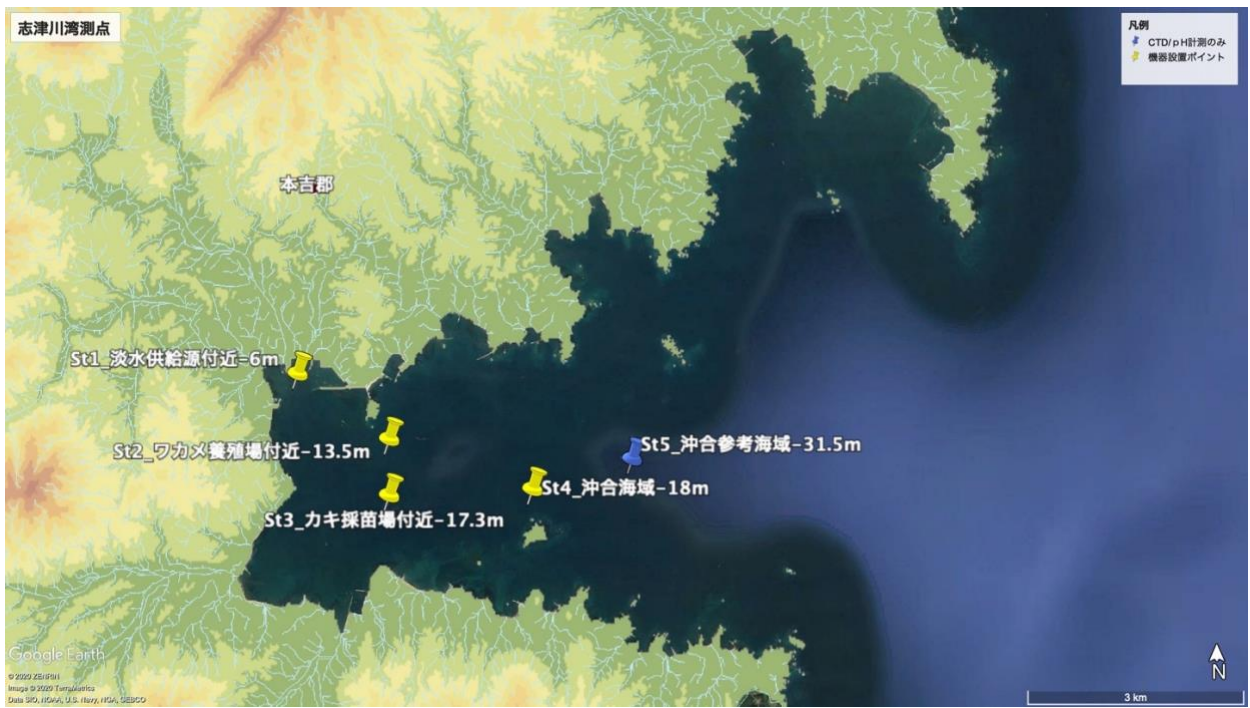 志津川湾測点
凡例
CTD/pH計測のみ
機器設置ポイント
本吉郡
St1_淡水供給源付近-6m
St2_ワカメ養殖場付近-13.5m
St5_沖合参考海域-31.5m
St4_沖合海域-18m
St3_カキ採苗場付近-17.3m
Google Earth
© 2020 ZENRIN
Image © 2020 TerraMetrics
Data SIO, NOAA, U.S. Navy, NGA, GEBCO
N
3 km